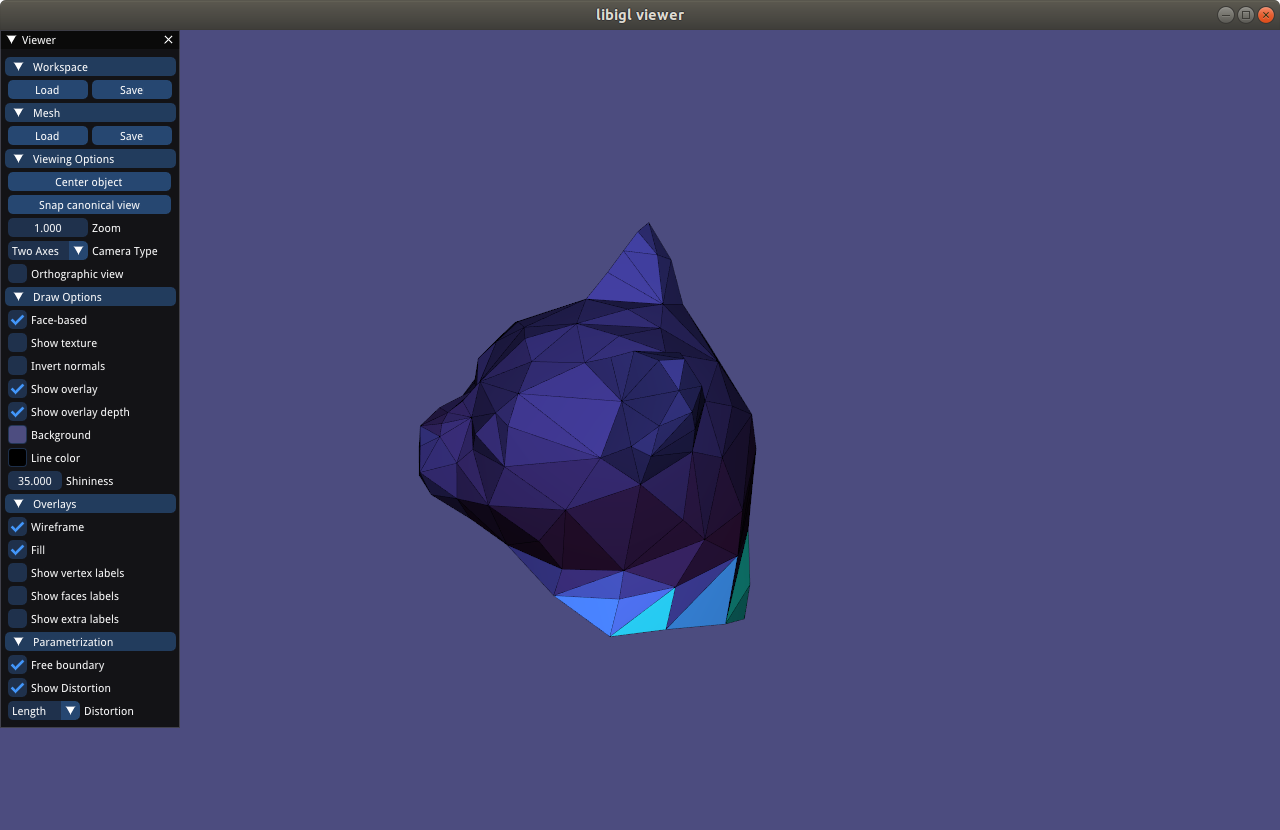 libigl viewer
Viewer
Workspace
Load Save
Mesh
Load Save
Viewing Options
Center object
Snap canonical view
1.000 Zoom
Two Axes Camera Type
Orthographic view
Draw Options
Face-based
Show texture
Invert normals
Show overlay
Show overlay depth
Background
Line color
35.000 Shininess
Overlays
Wireframe
Fill
Show vertex labels
Show faces labels
Show extra labels
Parametrization
Free boundary
Show Distortion
Length Distortion